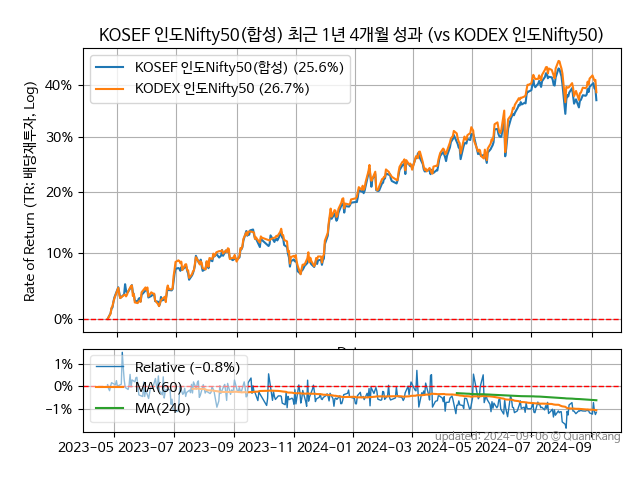 KOSEF 인도Nifty50(합성) 최근 1년 4개월 성과 (vs KODEX 인도Nifty50)
KOSEF 인도Nifty50(합성) (25.6%)
KODEX 인도Nifty50 (26.7%)
Rate of Return (TR: 배당재투자, Log)
40%
30%
20%
10%
0%
Relative (−0.8%)
MA(60)
MA(240)
1%
0%
−1%
updated: 2024-09-06 © QuantKang
2023-05 2023-07 2023-09 2023-11 2024-01 2024-03 2024-05 2024-07 2024-09